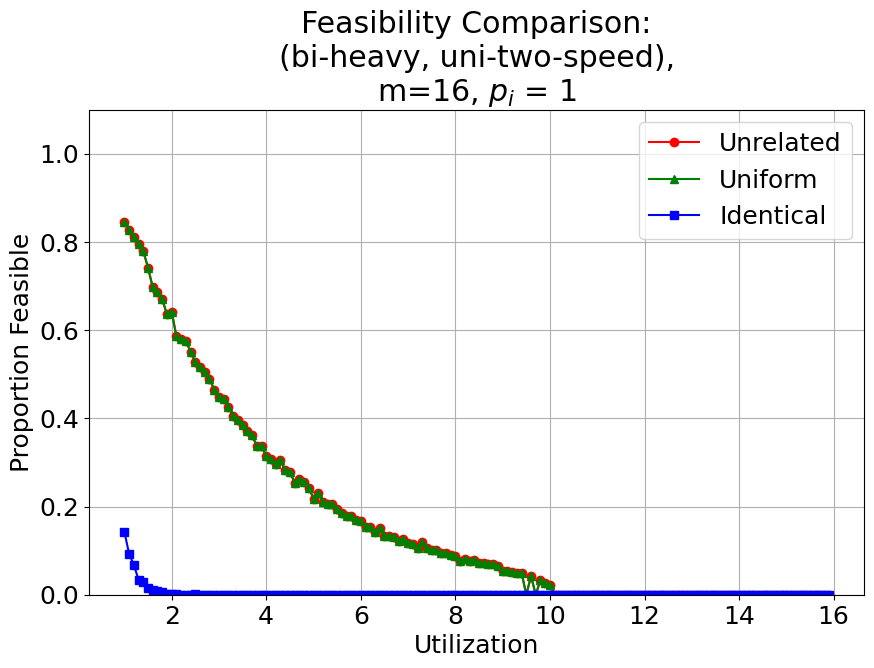 Feasibility Comparison:
(bi-heavy, uni-two-speed),
m=16, $p_i$ = 1
Unrelated
Uniform
Identical
Proportion Feasible
1.0
0.8
0.6
0.4
0.2
0.0
2 4 6 8 10 12 14 16
Utilization